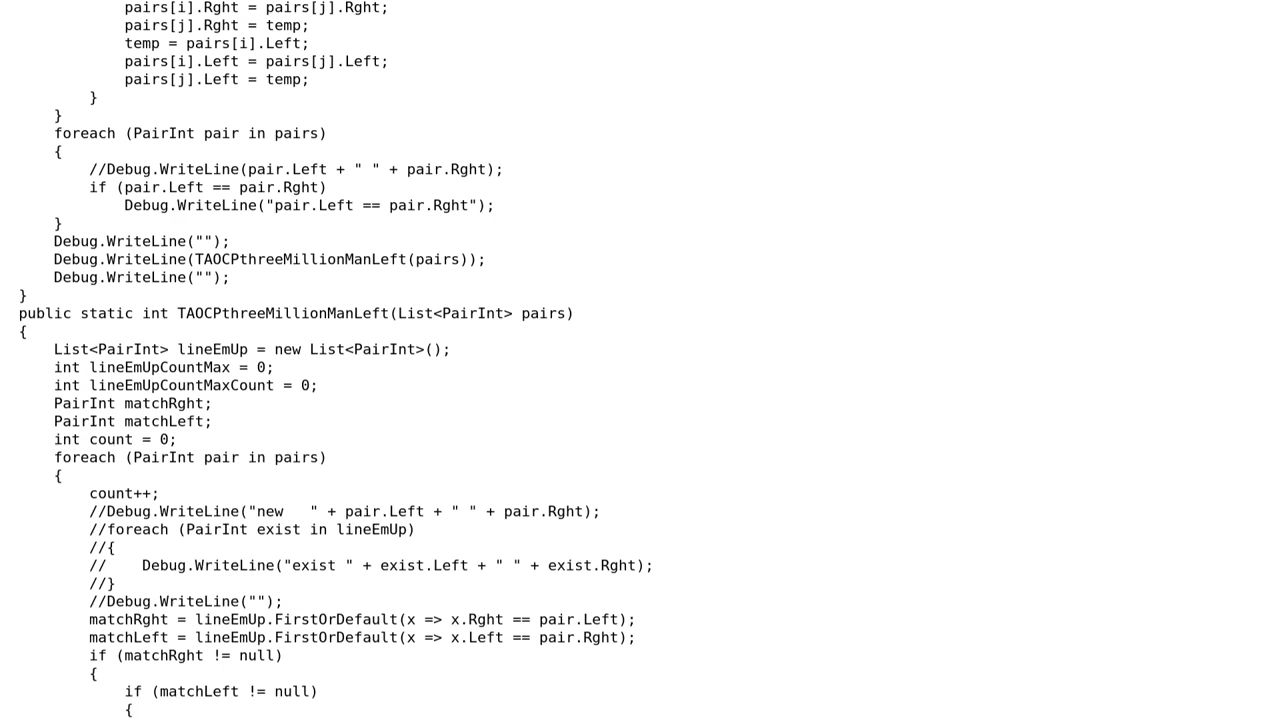 pairs[i].Rght = pairs[j].Rght;
            pairs[j].Rght = temp;
            temp = pairs[i].Left;
            pairs[i].Left = pairs[j].Left;
            pairs[j].Left = temp;
        }
    }
    foreach (PairInt pair in pairs)
    {
        //Debug.WriteLine(pair.Left + " " + pair.Rght);
        if (pair.Left == pair.Rght)
            Debug.WriteLine("pair.Left == pair.Rght");
    }
    Debug.WriteLine("");
    Debug.WriteLine(TAOCPthreeMillionManLeft(pairs));
    Debug.WriteLine("");
}
public static int TAOCPthreeMillionManLeft(List<PairInt> pairs)
{
    List<PairInt> lineEmUp = new List<PairInt>();
    int lineEmUpCountMax = 0;
    int lineEmUpCountMaxCount = 0;
    PairInt matchRght;
    PairInt matchLeft;
    int count = 0;
    foreach (PairInt pair in pairs)
    {
        count++;
        //Debug.WriteLine("new   " + pair.Left + " " + pair.Rght);
        //foreach (PairInt exist in lineEmUp)
        //{
        //    Debug.WriteLine("exist " + exist.Left + " " + exist.Rght);
        //}
        //Debug.WriteLine("");
        matchRght = lineEmUp.FirstOrDefault(x => x.Rght == pair.Left);
        matchLeft = lineEmUp.FirstOrDefault(x => x.Left == pair.Rght);
        if (matchRght != null)
        {
            if (matchLeft != null)
            {